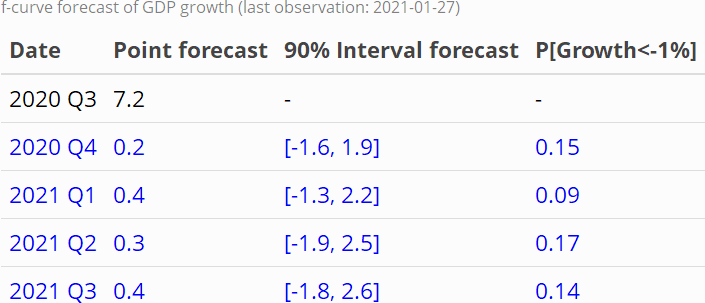 f-curve forecast of GDP growth (last observation: 2021-01-27)
Date Point forecast 90% Interval forecast P[Growth<-1%]
2020 Q3 7.2 - -
2020 Q4 0.2 [-1.6, 1.9] 0.15
2021 Q1 0.4 [-1.3, 2.2] 0.09
2021 Q2 0.3 [-1.9, 2.5] 0.17
2021 Q3 0.4 [-1.8, 2.6] 0.14